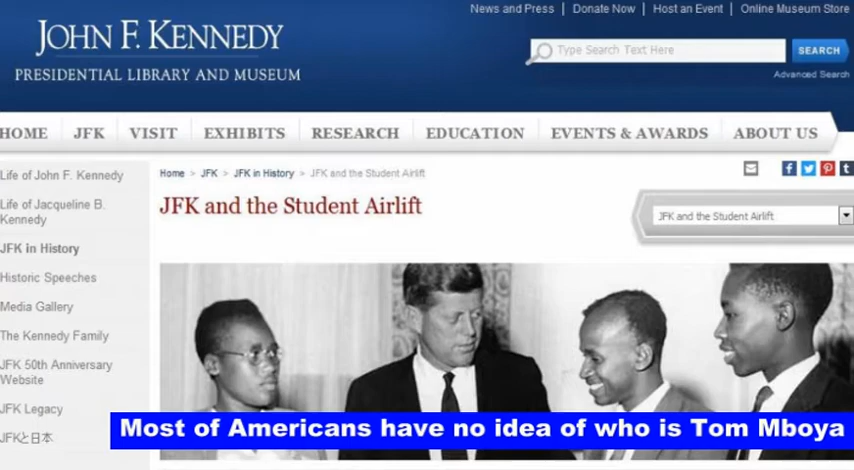 News and Press | Donate Now | Host an Event | Online Museum Store
JOHN F. KENNEDY
PRESIDENTIAL LIBRARY AND MUSEUM
Type Search Text Here
SEARCH
Advanced Search
HOME JFK VISIT EXHIBITS RESEARCH EDUCATION EVENTS & AWARDS ABOUT US
Life of John F. Kennedy
Life of Jacqueline B.
Kennedy
JFK in History
Historic Speeches
Media Gallery
The Kennedy Family
JFK 50th Anniversary
Website
JFK Legacy
JFKと日本
Home > JFK > JFK in History > JFK and the Student Airlift
JFK and the Student Airlift
JFK and the Student Airlift
Most of Americans have no idea of who is Tom Mboya